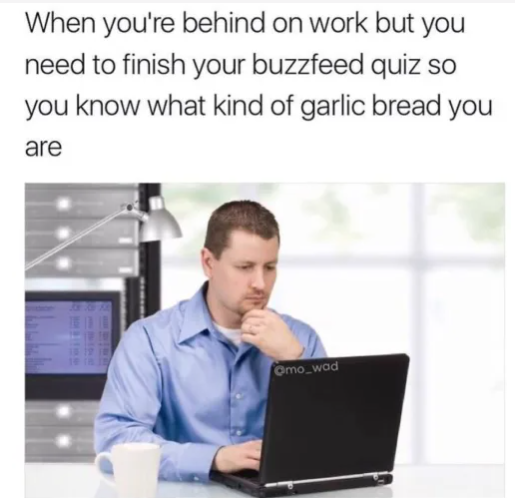 When you're behind on work but you
need to finish your buzzfeed quiz so
you know what kind of garlic bread you
are
@mo_wad